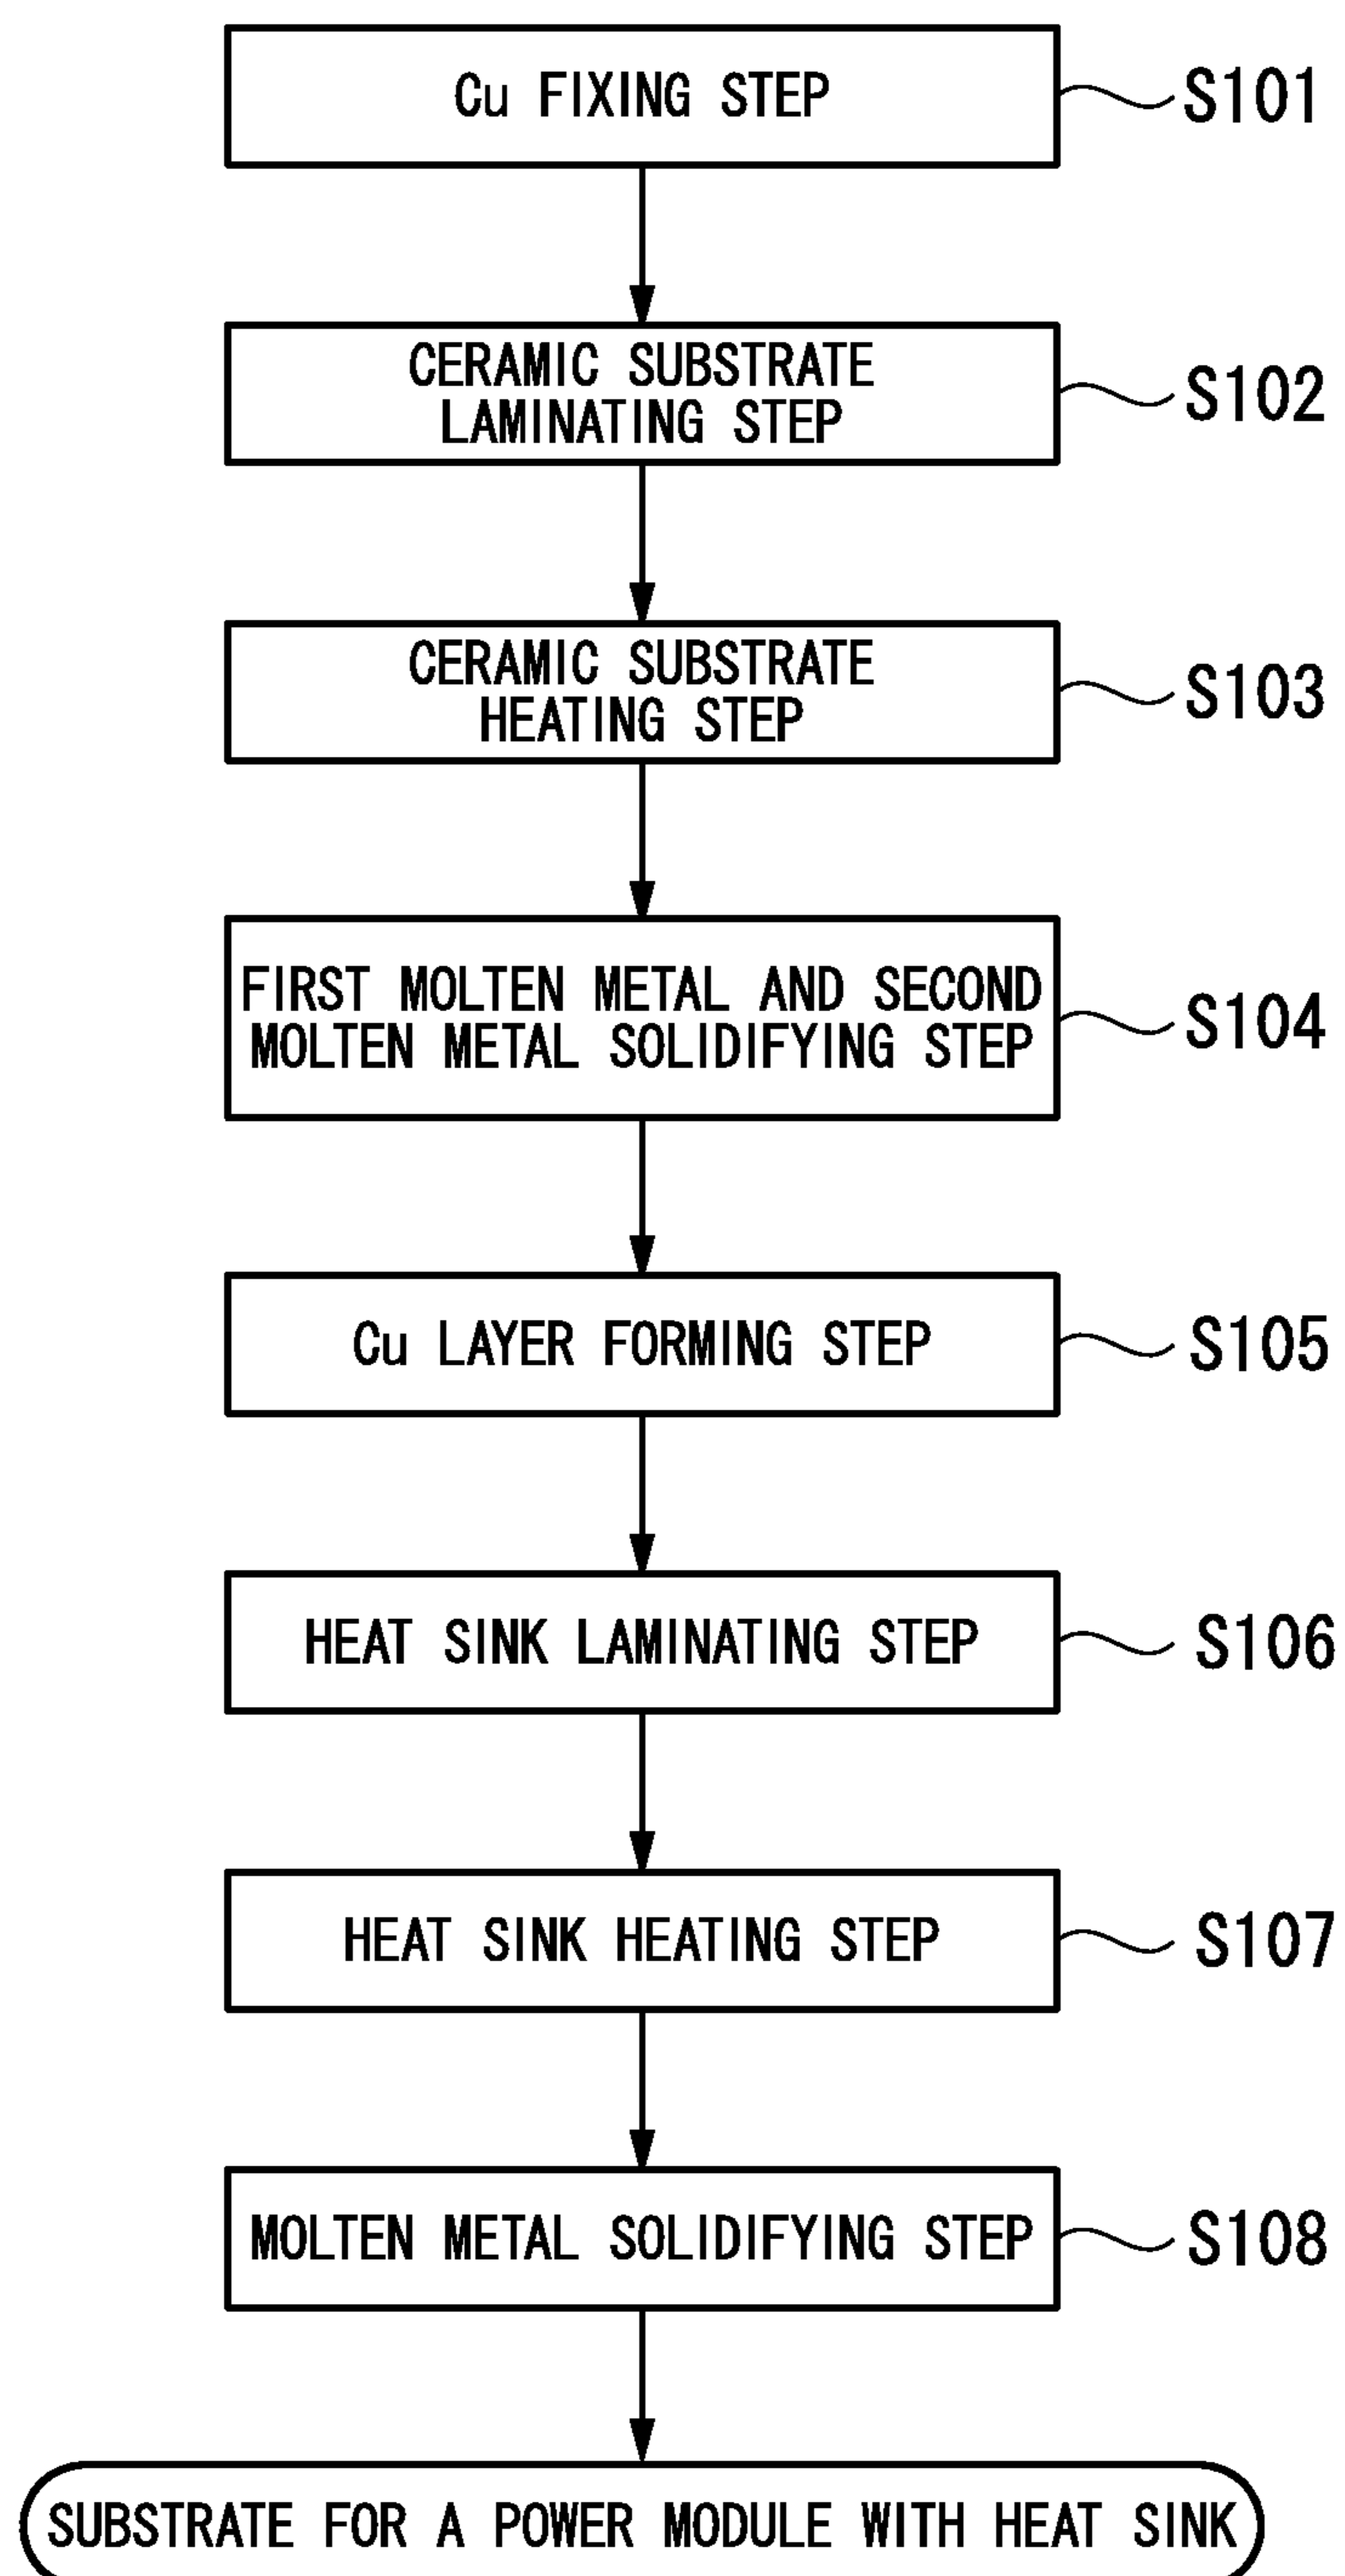 Cu FIXING STEP
S101
CERAMIC SUBSTRATE
LAMINATING STEP
S102
CERAMIC SUBSTRATE
HEATING STEP
S103
FIRST MOLTEN METAL AND SECOND
MOLTEN METAL SOLIDIFYING STEP
S104
Cu LAYER FORMING STEP
S105
HEAT SINK LAMINATING STEP
S106
HEAT SINK HEATING STEP
S107
MOLTEN METAL SOLIDIFYING STEP
S108
SUBSTRATE FOR A POWER MODULE WITH HEAT SINK